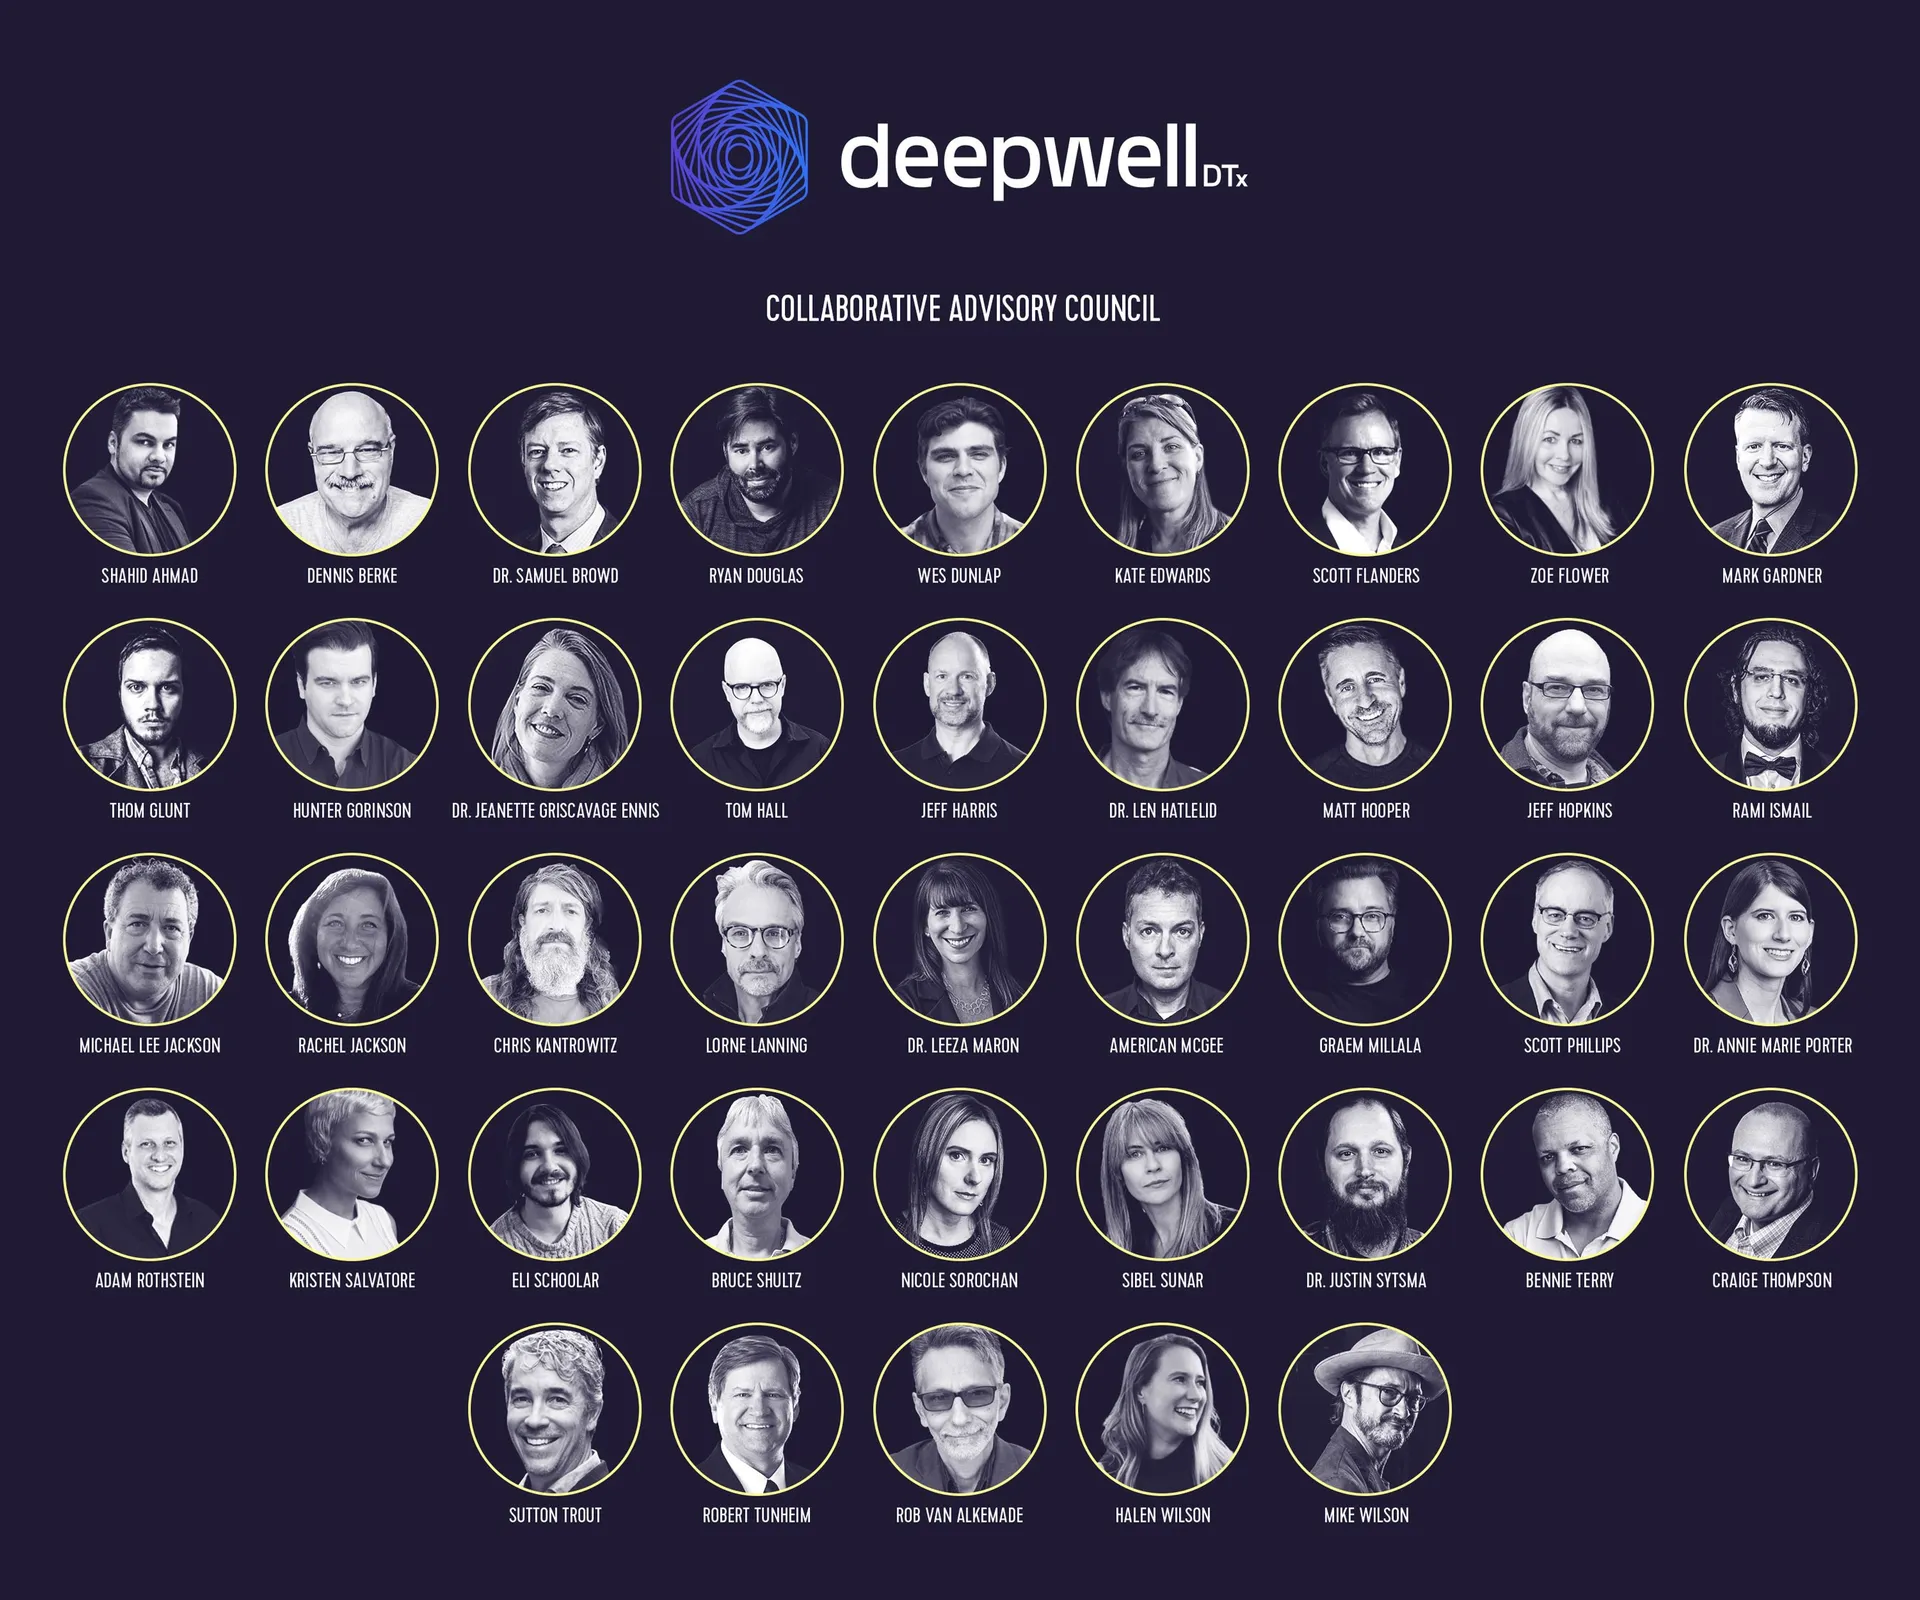 deepwell DTx
COLLABORATIVE ADVISORY COUNCIL
SHAHID AHMAD
DENNIS BERKE
DR. SAMUEL BROWD
RYAN DOUGLAS
WES DUNLAP
KATE EDWARDS
SCOTT FLANDERS
ZOE FLOWER
MARK GARDNER
THOM GLUNT
HUNTER GORINSON
DR. JEANETTE GRISCAVAGE ENNIS
TOM HALL
JEFF HARRIS
DR. LEN HATLELID
MATT HOOPER
JEFF HOPKINS
RAMI ISMAIL
MICHAEL LEE JACKSON
RACHEL JACKSON
CHRIS KANTROWITZ
LORNE LANNING
DR. LEEZA MARON
AMERICAN MCGEE
GRAEM MILLALA
SCOTT PHILLIPS
DR. ANNIE MARIE PORTER
ADAM ROTHSTEIN
KRISTEN SALVATORE
ELI SCHOOLAR
BRUCE SHULTZ
NICOLE SOROCHAN
SIBEL SUNAR
DR. JUSTIN SYTSMA
BENNIE TERRY
CRAIGE THOMPSON
SUTTON TROUT
ROBERT TUNHEIM
ROB VAN ALKEMADE
HALEN WILSON
MIKE WILSON